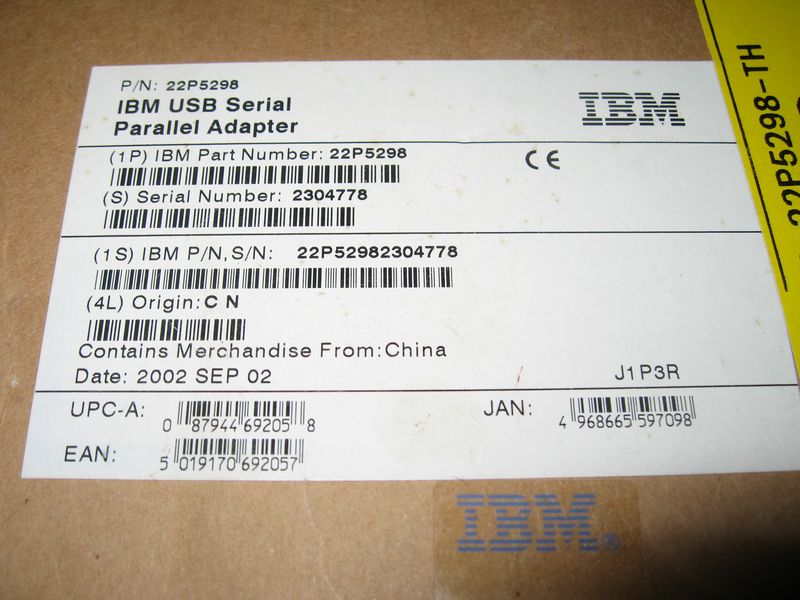 P/N: 22P5298
IBM USB Serial
Parallel Adapter
IBM
(1P) IBM Part Number: 22P5298
CE
(S) Serial Number: 2304778
(1S) IBM P/N, S/N: 22P52982304778
(4L) Origin: C N
Contains Merchandise From: China
Date: 2002 SEP 02
J1P3R
UPC-A: 0 87944 69205 8
JAN: 4 968665 597098
EAN: 5 019170 692057
IBM®
22P5298-TH